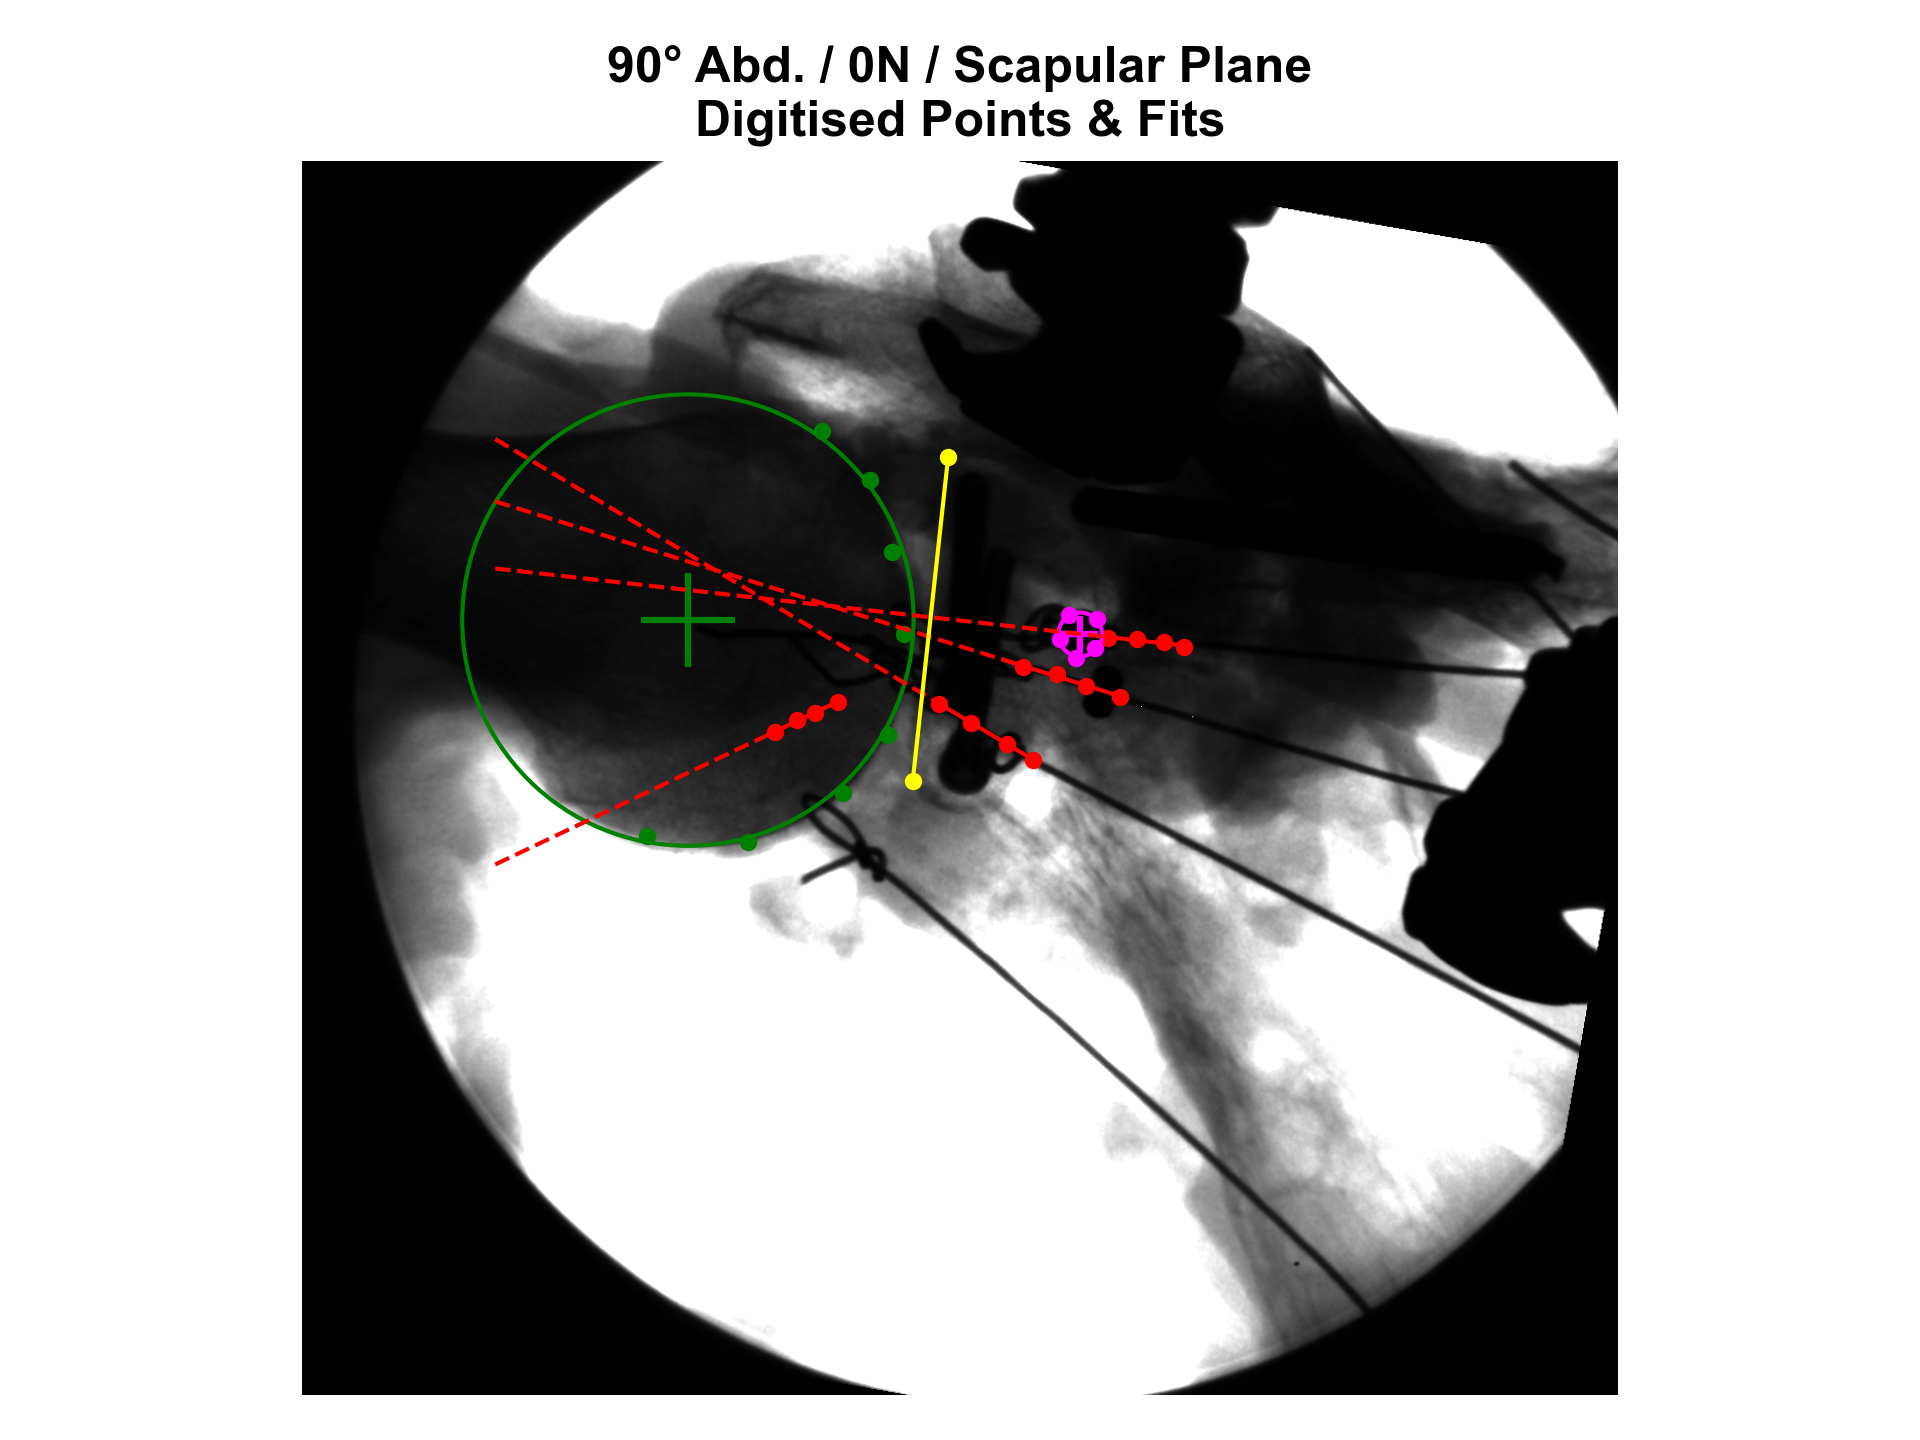 90° Abd. / 0N / Scapular Plane
Digitised Points & Fits